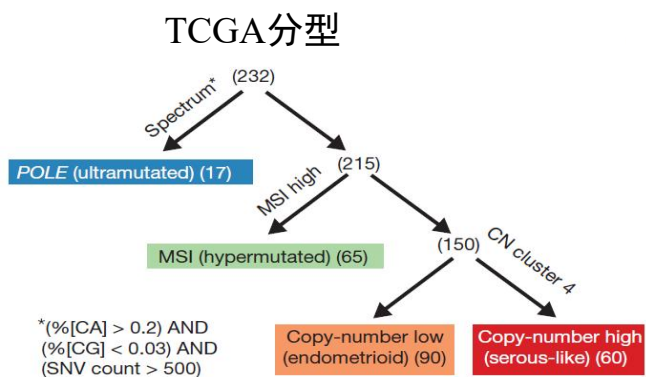 TCGA分型
(232)
Spectrum*
POLE (ultramutated) (17)
(215)
MSI high
MSI (hypermutated) (65)
(150)
CN cluster 4
Copy-number low
(endometrioid) (90)
Copy-number high
(serous-like) (60)
*(%[CA] > 0.2) AND
(%[CG] < 0.03) AND
(SNV count > 500)